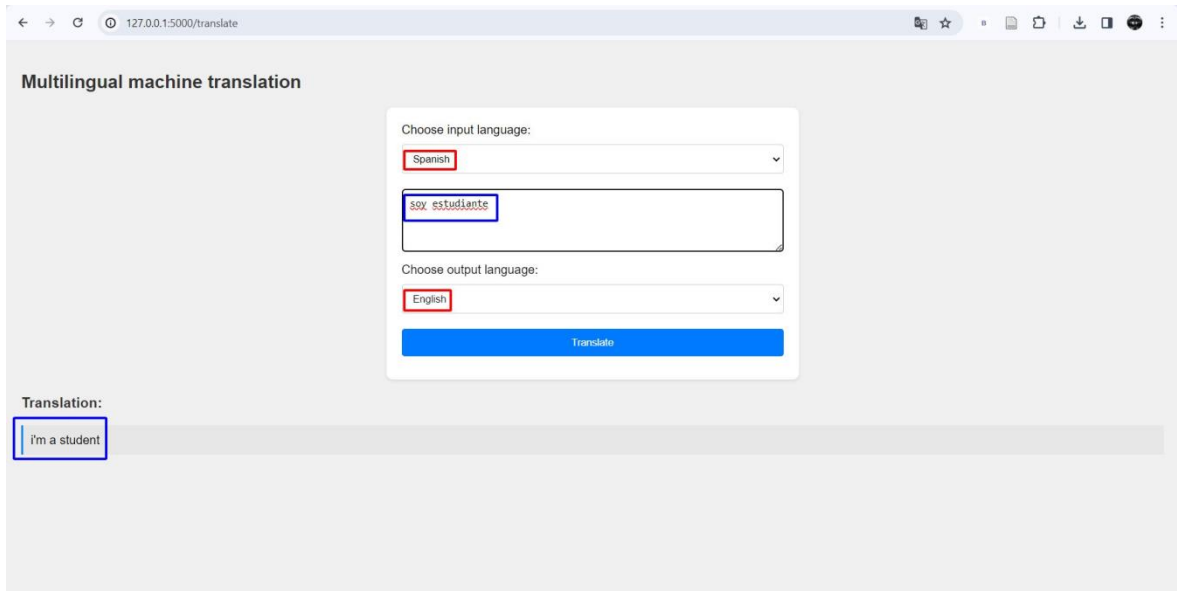 127.0.0.1:5000/translate
Multilingual machine translation
Choose input language:
Spanish
soy estudiante
Choose output language:
English
Translate
Translation:
i'm a student